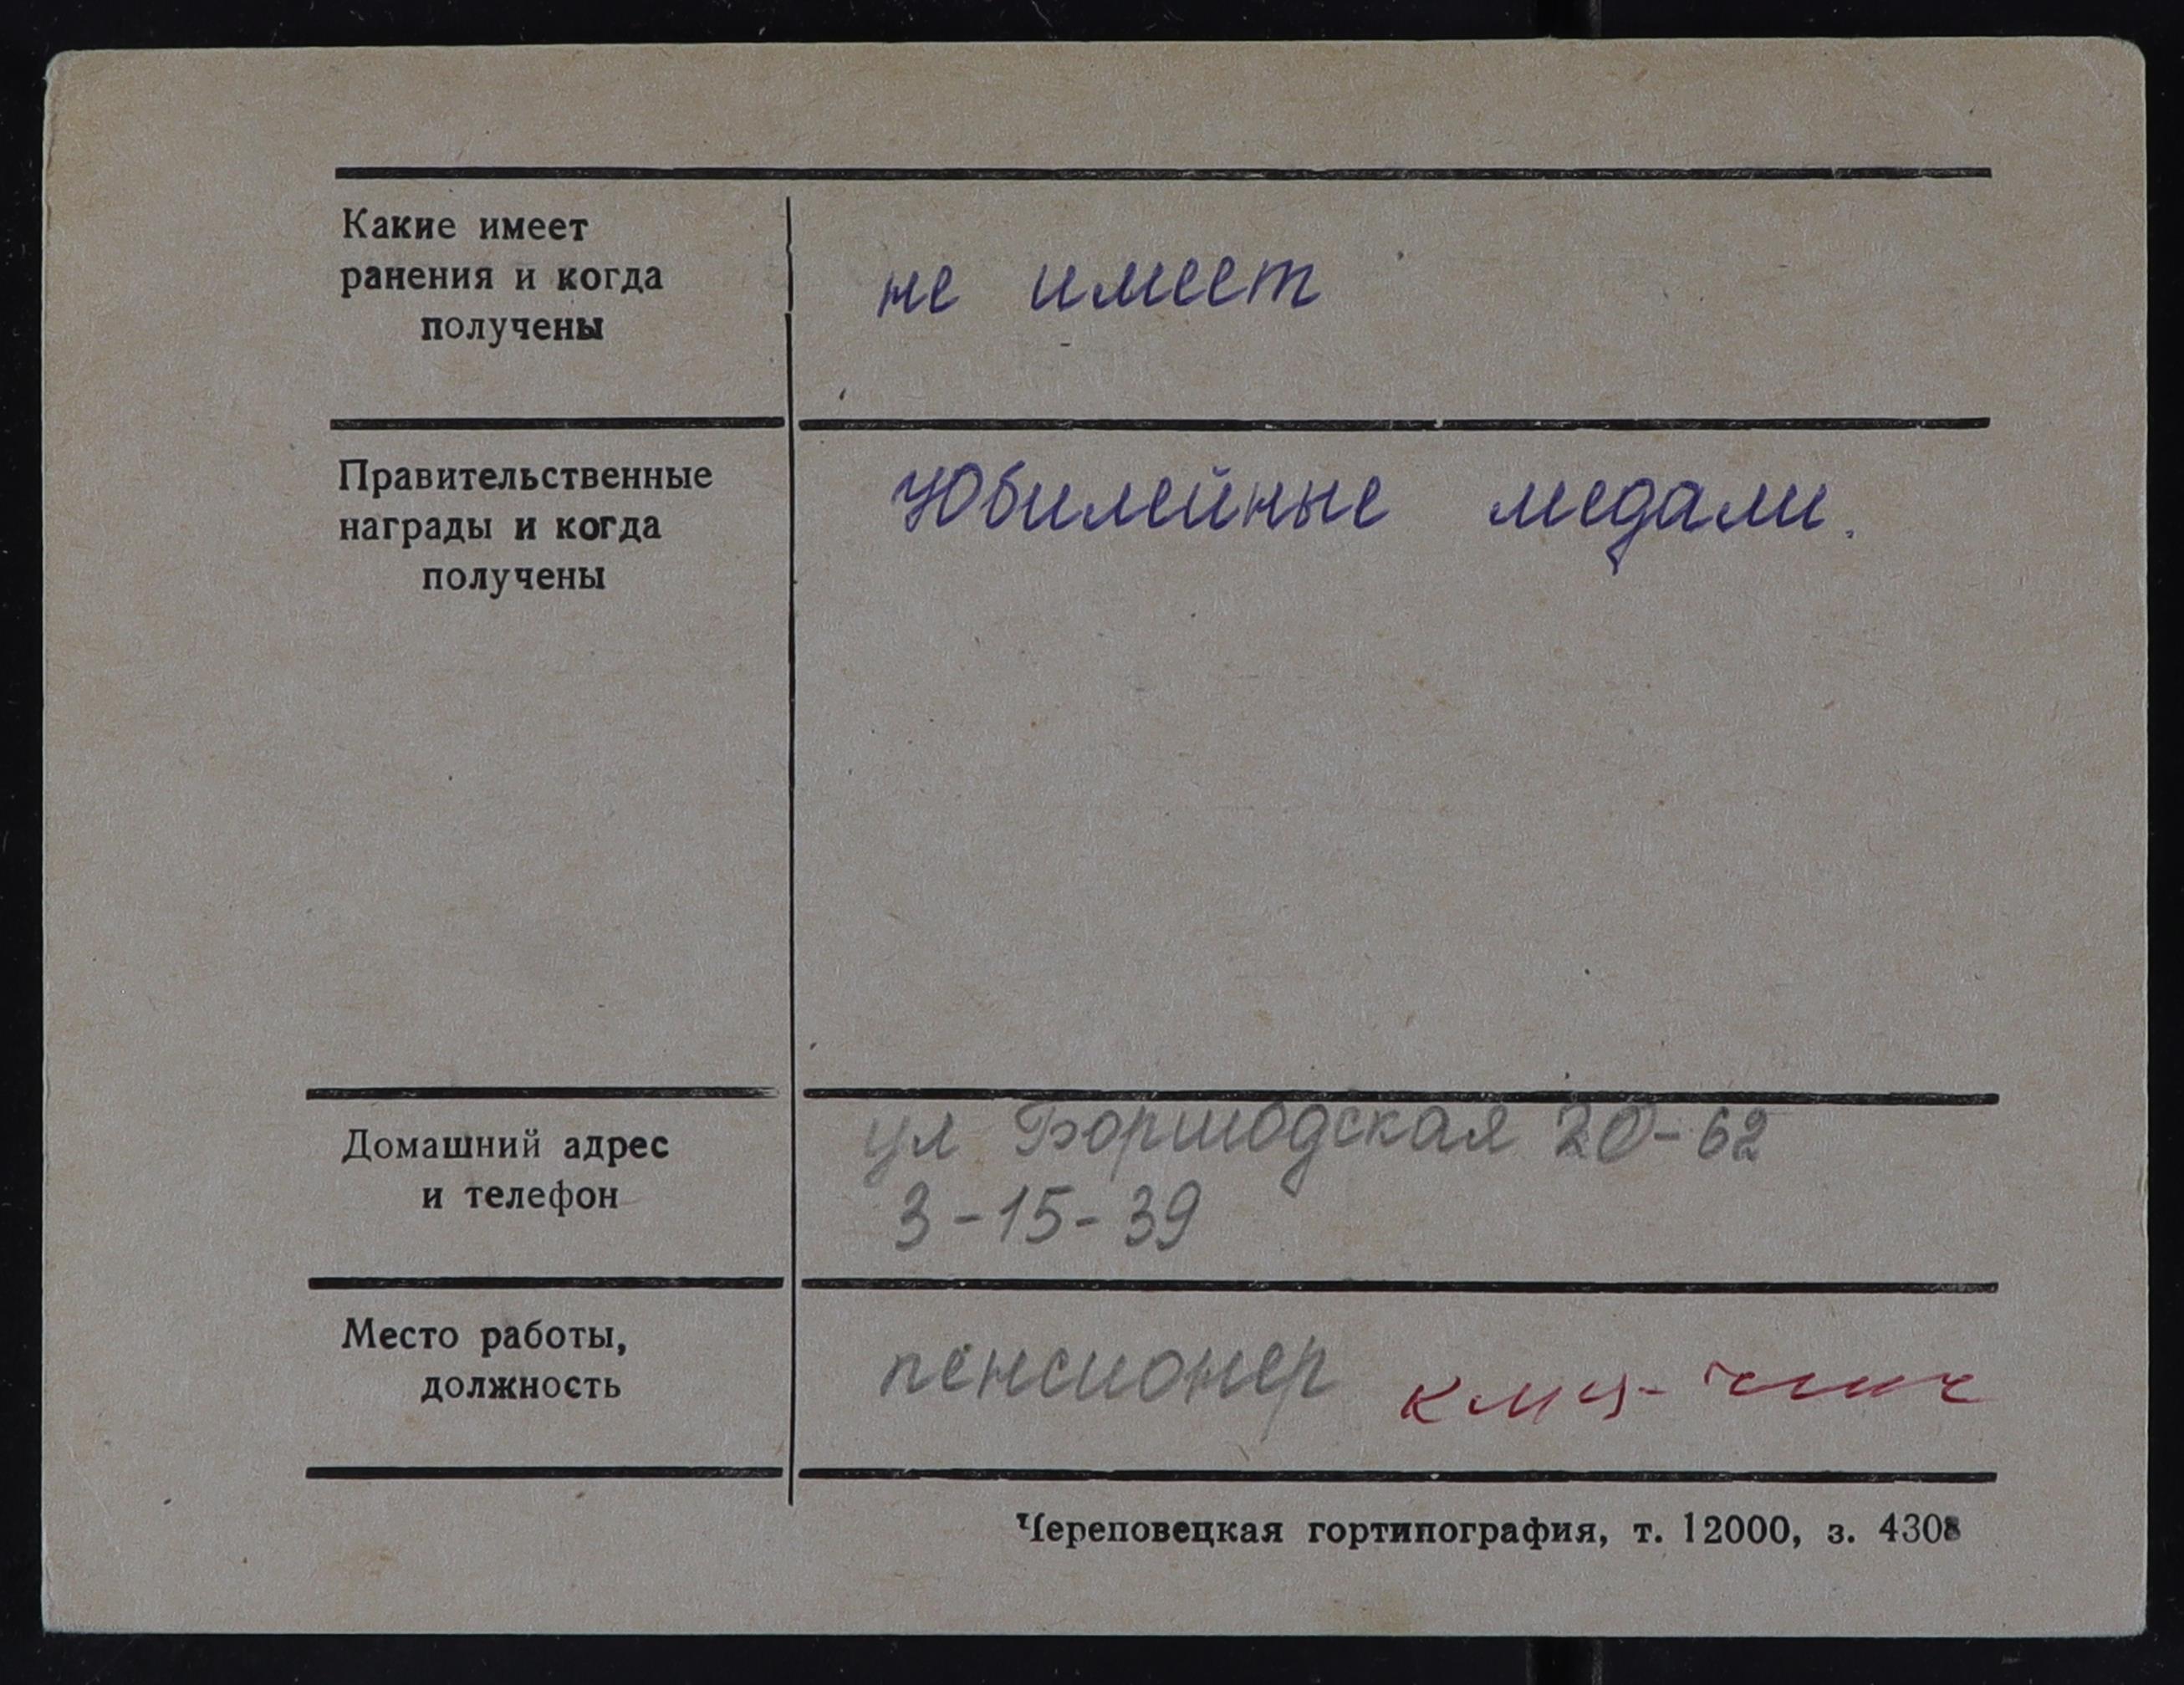 Какие имеет
ранения и когда
получены
не имеет
Правительственные
награды и когда
получены
Юбилейные медали.
Домашний адрес
и телефон
ул Боршодская 20-62
3-15-39
Место работы,
должность
пенсионер
Череповецкая гортипография, т. 12000, з. 4308